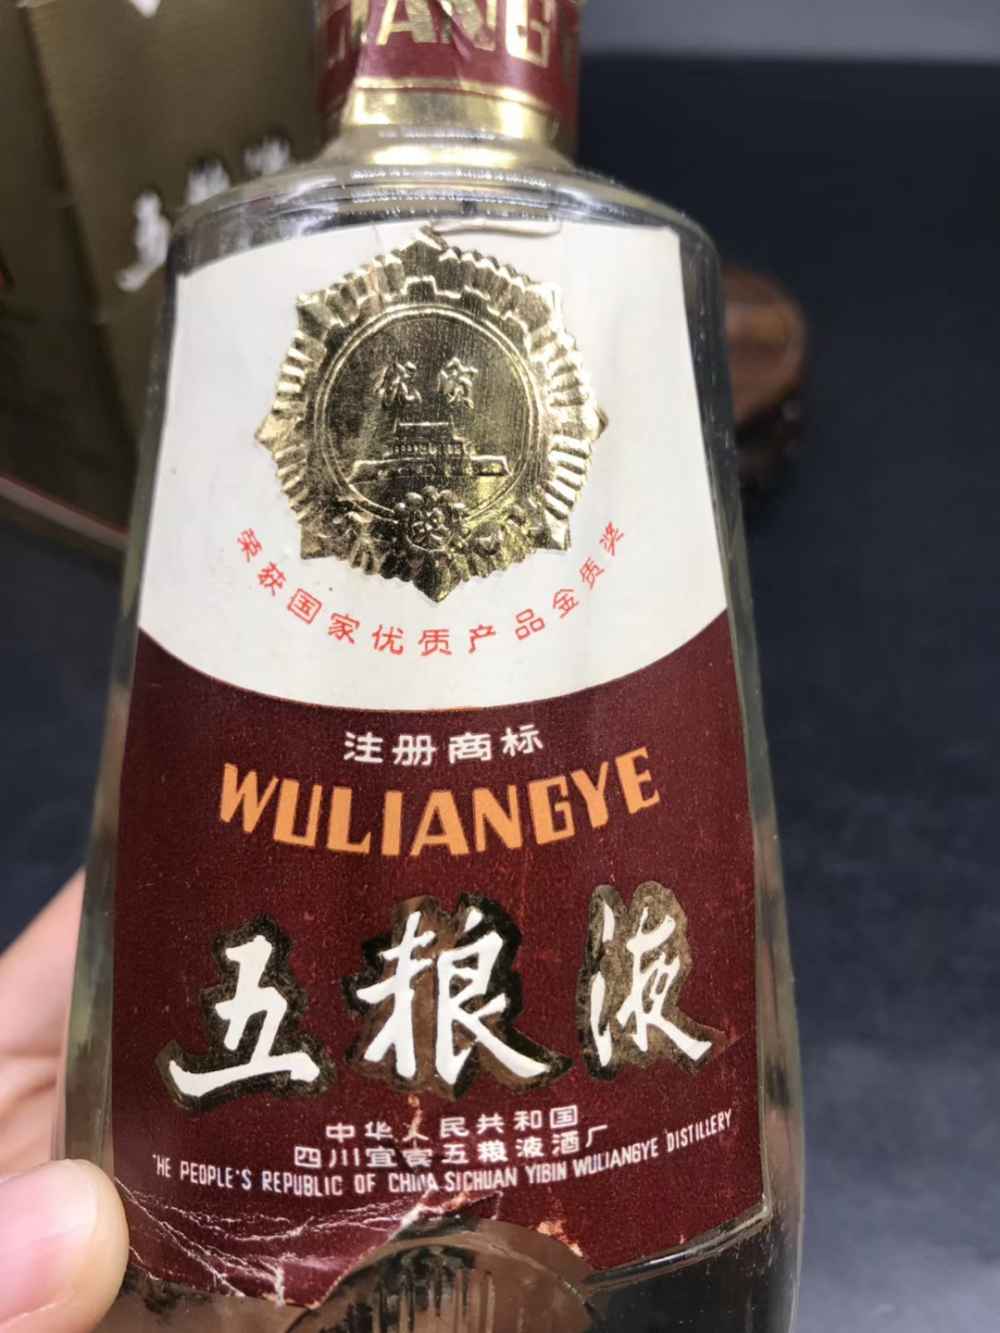 优质
荣获国家优质产品金质奖
注册商标
WULIANGYE
五粮液
中华人民共和国
四川宜宾五粮液酒厂
THE PEOPLE'S REPUBLIC OF CHINA SICHUAN YIBIN WULIANGYE DISTILLERY